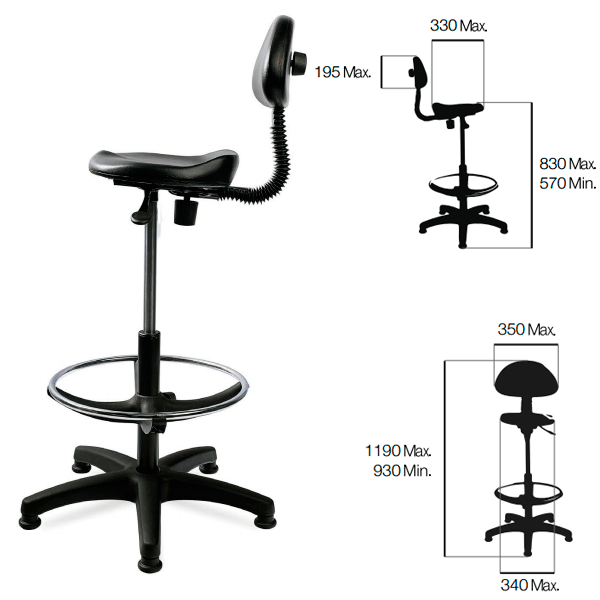 330 Max.
195 Max.
830 Max.
570 Min.
350 Max.
1190 Max.
930 Min.
340 Max.